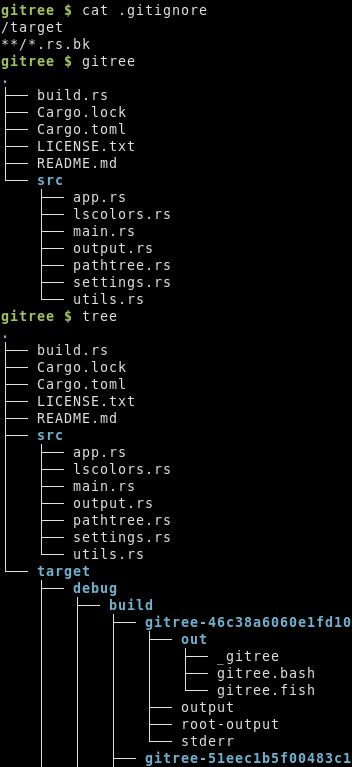 gitree $ cat .gitignore
/target
**/*.rs.bk
gitree $ gitree
.
├── build.rs
├── Cargo.lock
├── Cargo.toml
├── LICENSE.txt
├── README.md
└── src
    ├── app.rs
    ├── lscolors.rs
    ├── main.rs
    ├── output.rs
    ├── pathtree.rs
    ├── settings.rs
    └── utils.rs
gitree $ tree
.
├── build.rs
├── Cargo.lock
├── Cargo.toml
├── LICENSE.txt
├── README.md
├── src
│   ├── app.rs
│   ├── lscolors.rs
│   ├── main.rs
│   ├── output.rs
│   ├── pathtree.rs
│   ├── settings.rs
│   └── utils.rs
└── target
    ├── debug
    │   ├── build
    │   │   ├── gitree-46c38a6060e1fd10
    │   │   │   ├── out
    │   │   │   │   ├── _gitree
    │   │   │   │   ├── gitree.bash
    │   │   │   │   └── gitree.fish
    │   │   │   ├── output
    │   │   │   ├── root-output
    │   │   │   └── stderr
    │   │   ├── gitree-51eec1b5f00483c1